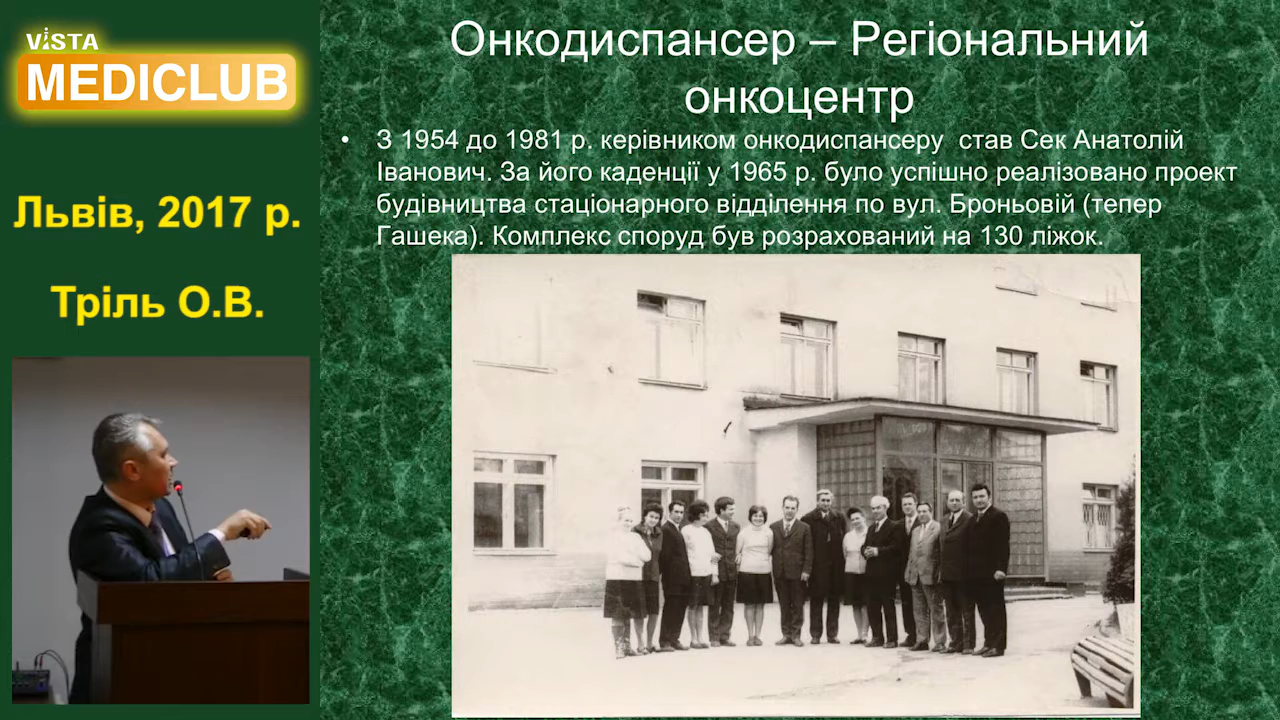 VISTA
MEDICLUB
Львів, 2017 р.
Тріль О.В.
Онкодиспансер – Регіональний
онкоцентр
• З 1954 до 1981 р. керівником онкодиспансеру став Сек Анатолій
Іванович. За його каденції у 1965 р. було успішно реалізовано проект
будівництва стаціонарного відділення по вул. Броньовій (тепер
Гашека). Комплекс споруд був розрахований на 130 ліжок.